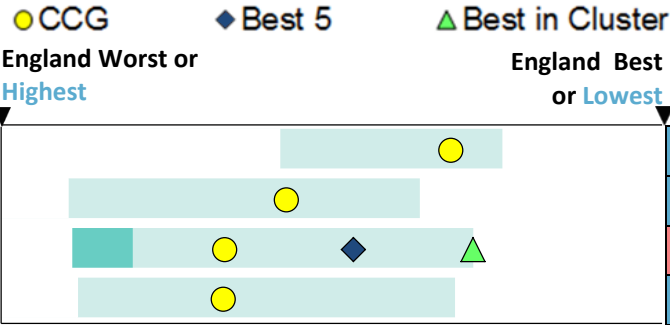 CCG Best 5 Best in Cluster
England Worst or England Best
Highest or Lowest